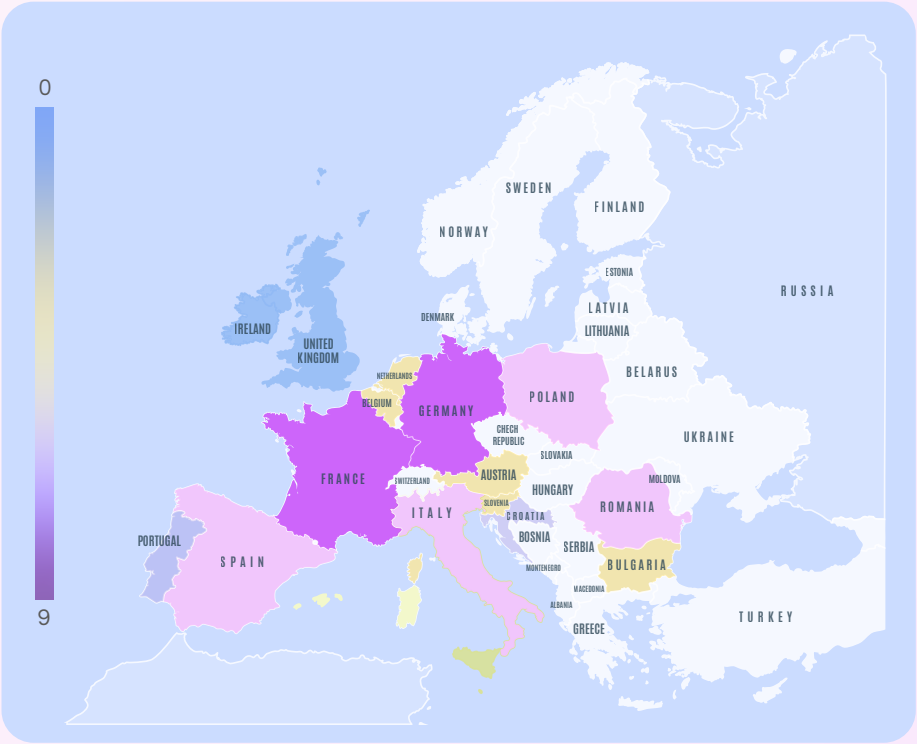 0
SWEDEN
FINLAND
NORWAY
ESTONIA
RUSSIA
LATVIA
DENMARK
IRELAND
LITHUANIA
UNITED
KINGDOM
NETHERLANDS
BELARUS
BELGIUM
GERMANY
POLAND
CHECH
REPUBLIC
UKRAINE
SLOVAKIA
FRANCE
SWITZERLAND
AUSTRIA
MOLDOVA
HUNGARY
SLOVENIA
ROMANIA
ITALY
CROATIA
PORTUGAL
BOSNIA
SERBIA
SPAIN
MONTENEGRO
BULGARIA
MACEDONIA
ALBANIA
9
TURKEY
GREECE